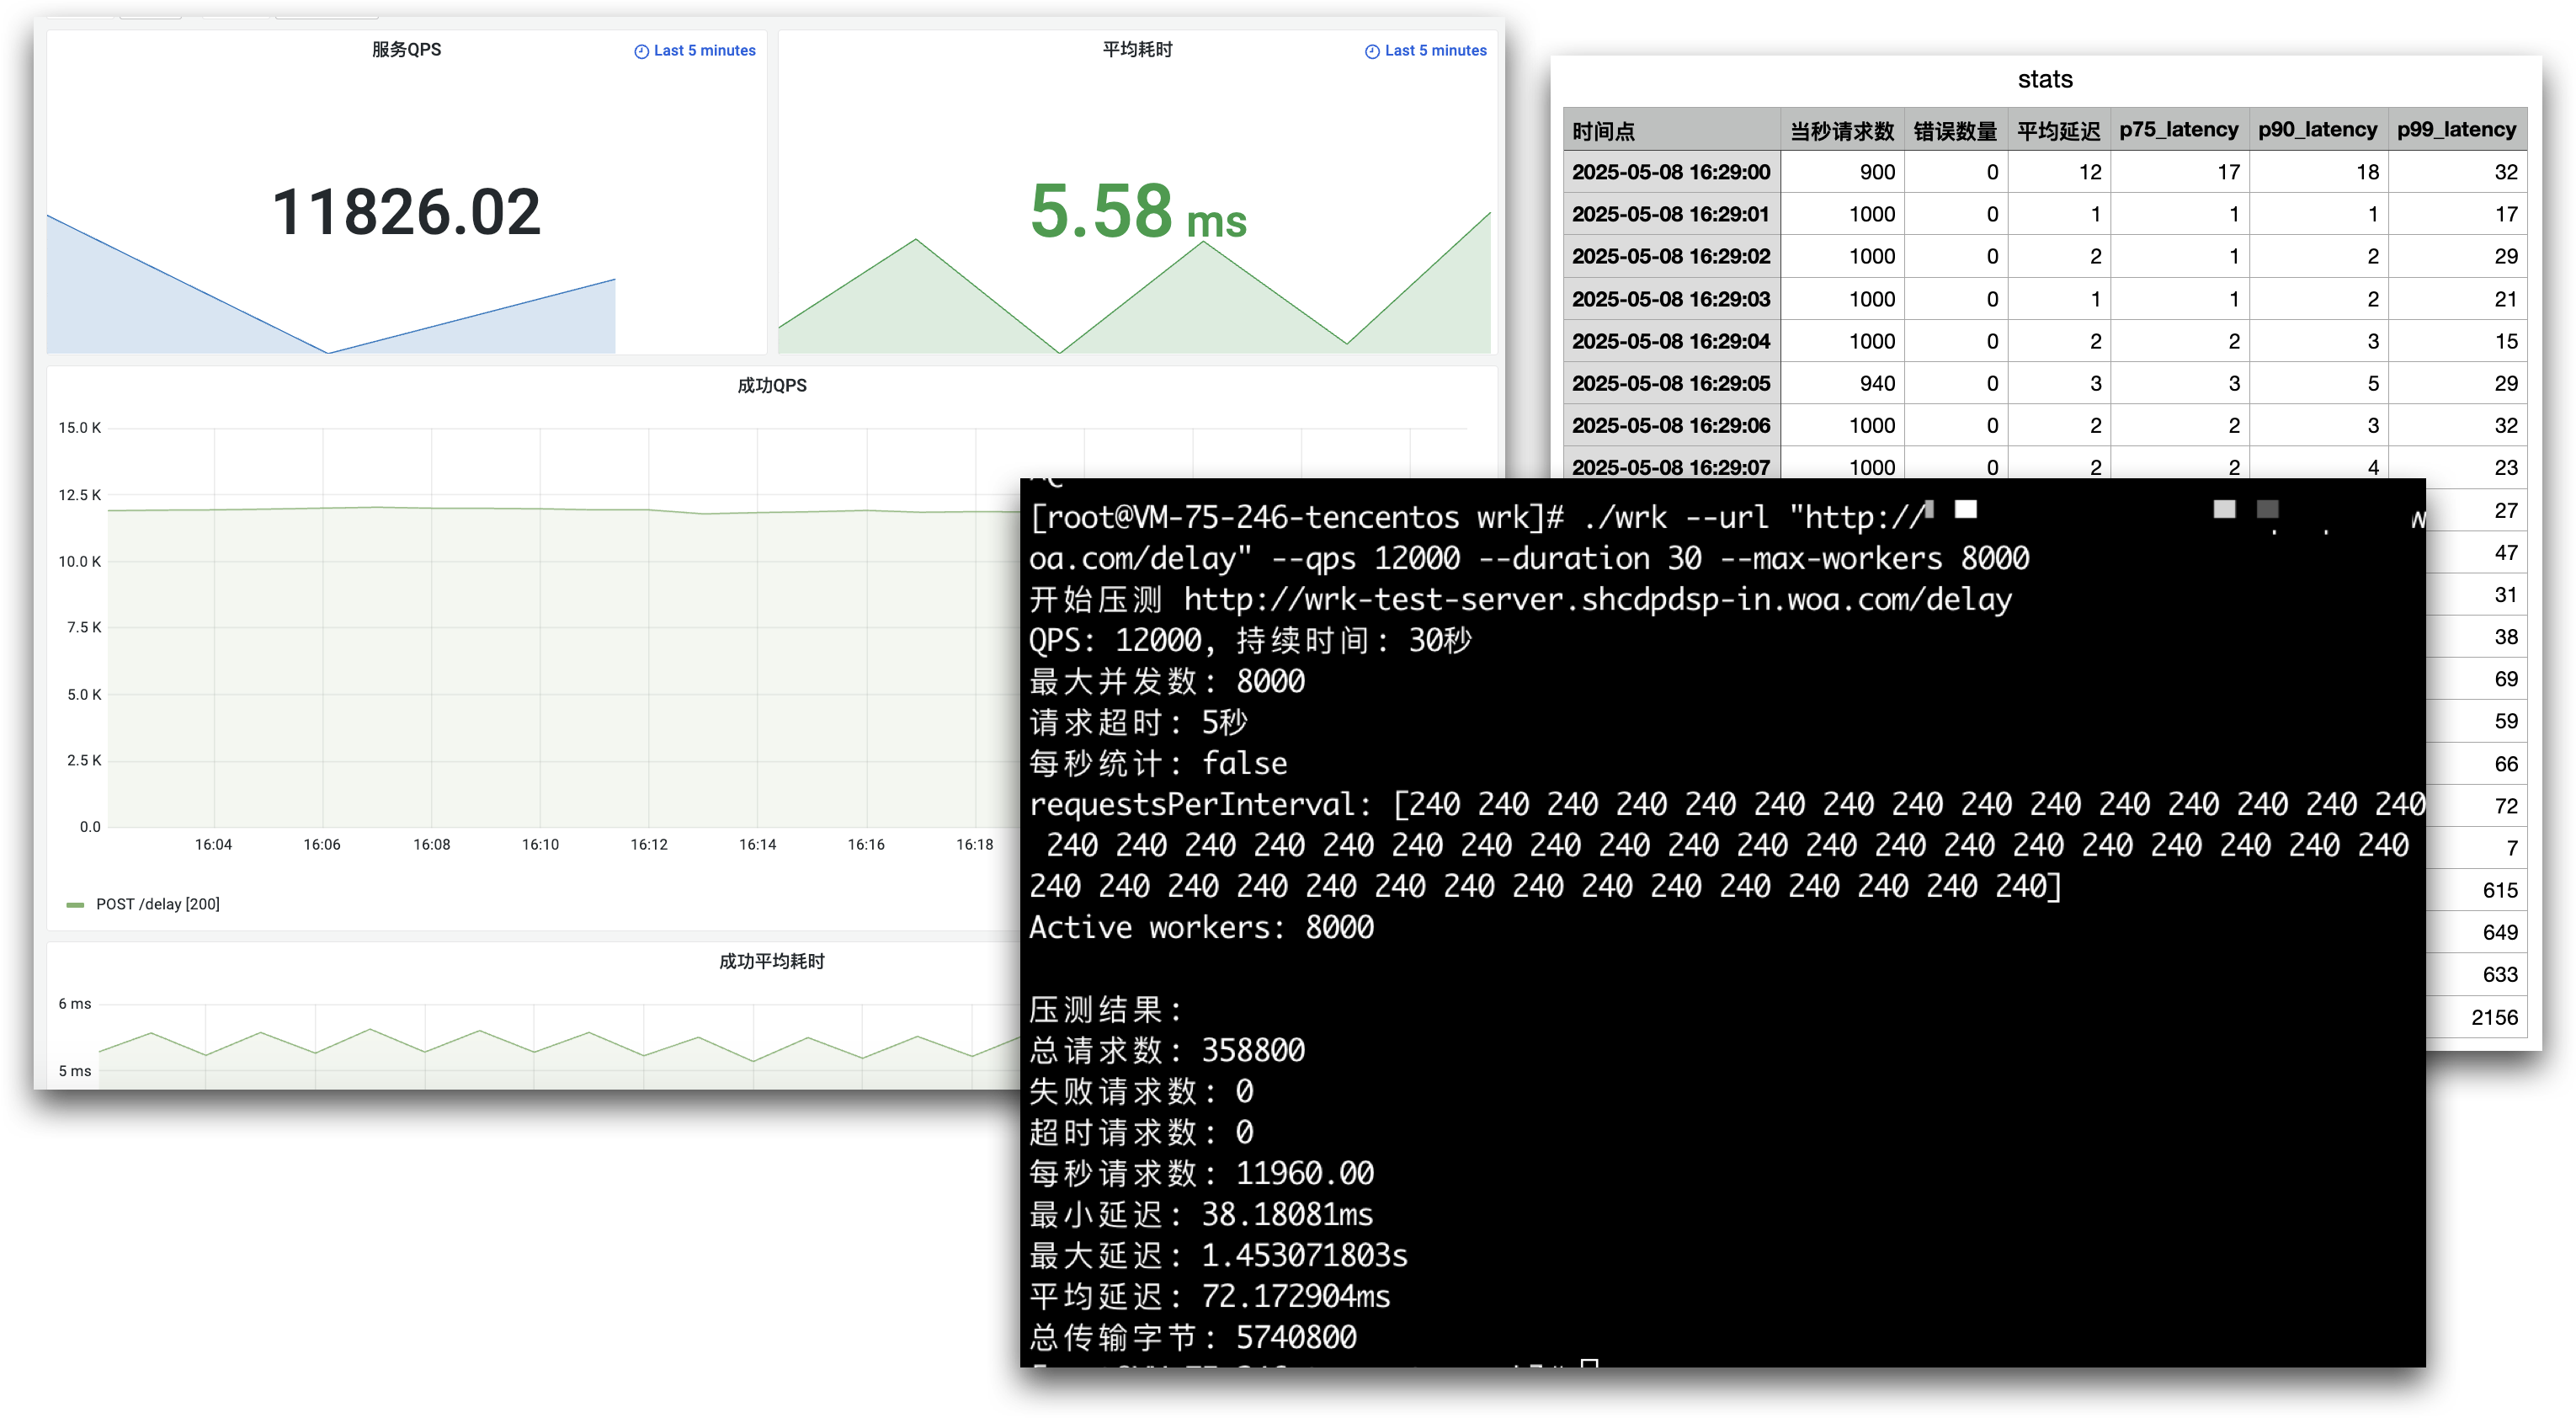 服务QPS
Last 5 minutes
11826.02
平均耗时
Last 5 minutes
5.58 ms
成功QPS
15.0 K
12.5 K
10.0 K
7.5 K
5.0 K
2.5 K
0.0
16:04 16:06 16:08 16:10 16:12 16:14 16:16 16:18
POST /delay [200]
成功平均耗时
6 ms
5 ms
stats
时间点 当秒请求数 错误数量 平均延迟 p75_latency p90_latency p99_latency
2025-05-08 16:29:00 900 0 12 17 18 32
2025-05-08 16:29:01 1000 0 1 1 1 17
2025-05-08 16:29:02 1000 0 2 1 2 29
2025-05-08 16:29:03 1000 0 1 1 2 21
2025-05-08 16:29:04 1000 0 2 2 3 15
2025-05-08 16:29:05 940 0 3 3 5 29
2025-05-08 16:29:06 1000 0 2 2 3 32
2025-05-08 16:29:07 1000 0 2 2 4 23
27
47
31
38
69
59
66
72
7
615
649
633
2156
^C
[root@VM-75-246-tencentos wrk]# ./wrk --url "http:// w
oa.com/delay" --qps 12000 --duration 30 --max-workers 8000
开始压测 http://wrk-test-server.shcdpdsp-in.woa.com/delay
QPS: 12000, 持续时间: 30秒
最大并发数: 8000
请求超时: 5秒
每秒统计: false
requestsPerInterval: [240 240 240 240 240 240 240 240 240 240 240 240 240 240 240
240 240 240 240 240 240 240 240 240 240 240 240 240 240 240 240 240 240 240 240
240 240 240 240 240 240 240 240 240 240 240 240 240 240 240]
Active workers: 8000
压测结果:
总请求数: 358800
失败请求数: 0
超时请求数: 0
每秒请求数: 11960.00
最小延迟: 38.18081ms
最大延迟: 1.453071803s
平均延迟: 72.172904ms
总传输字节: 5740800